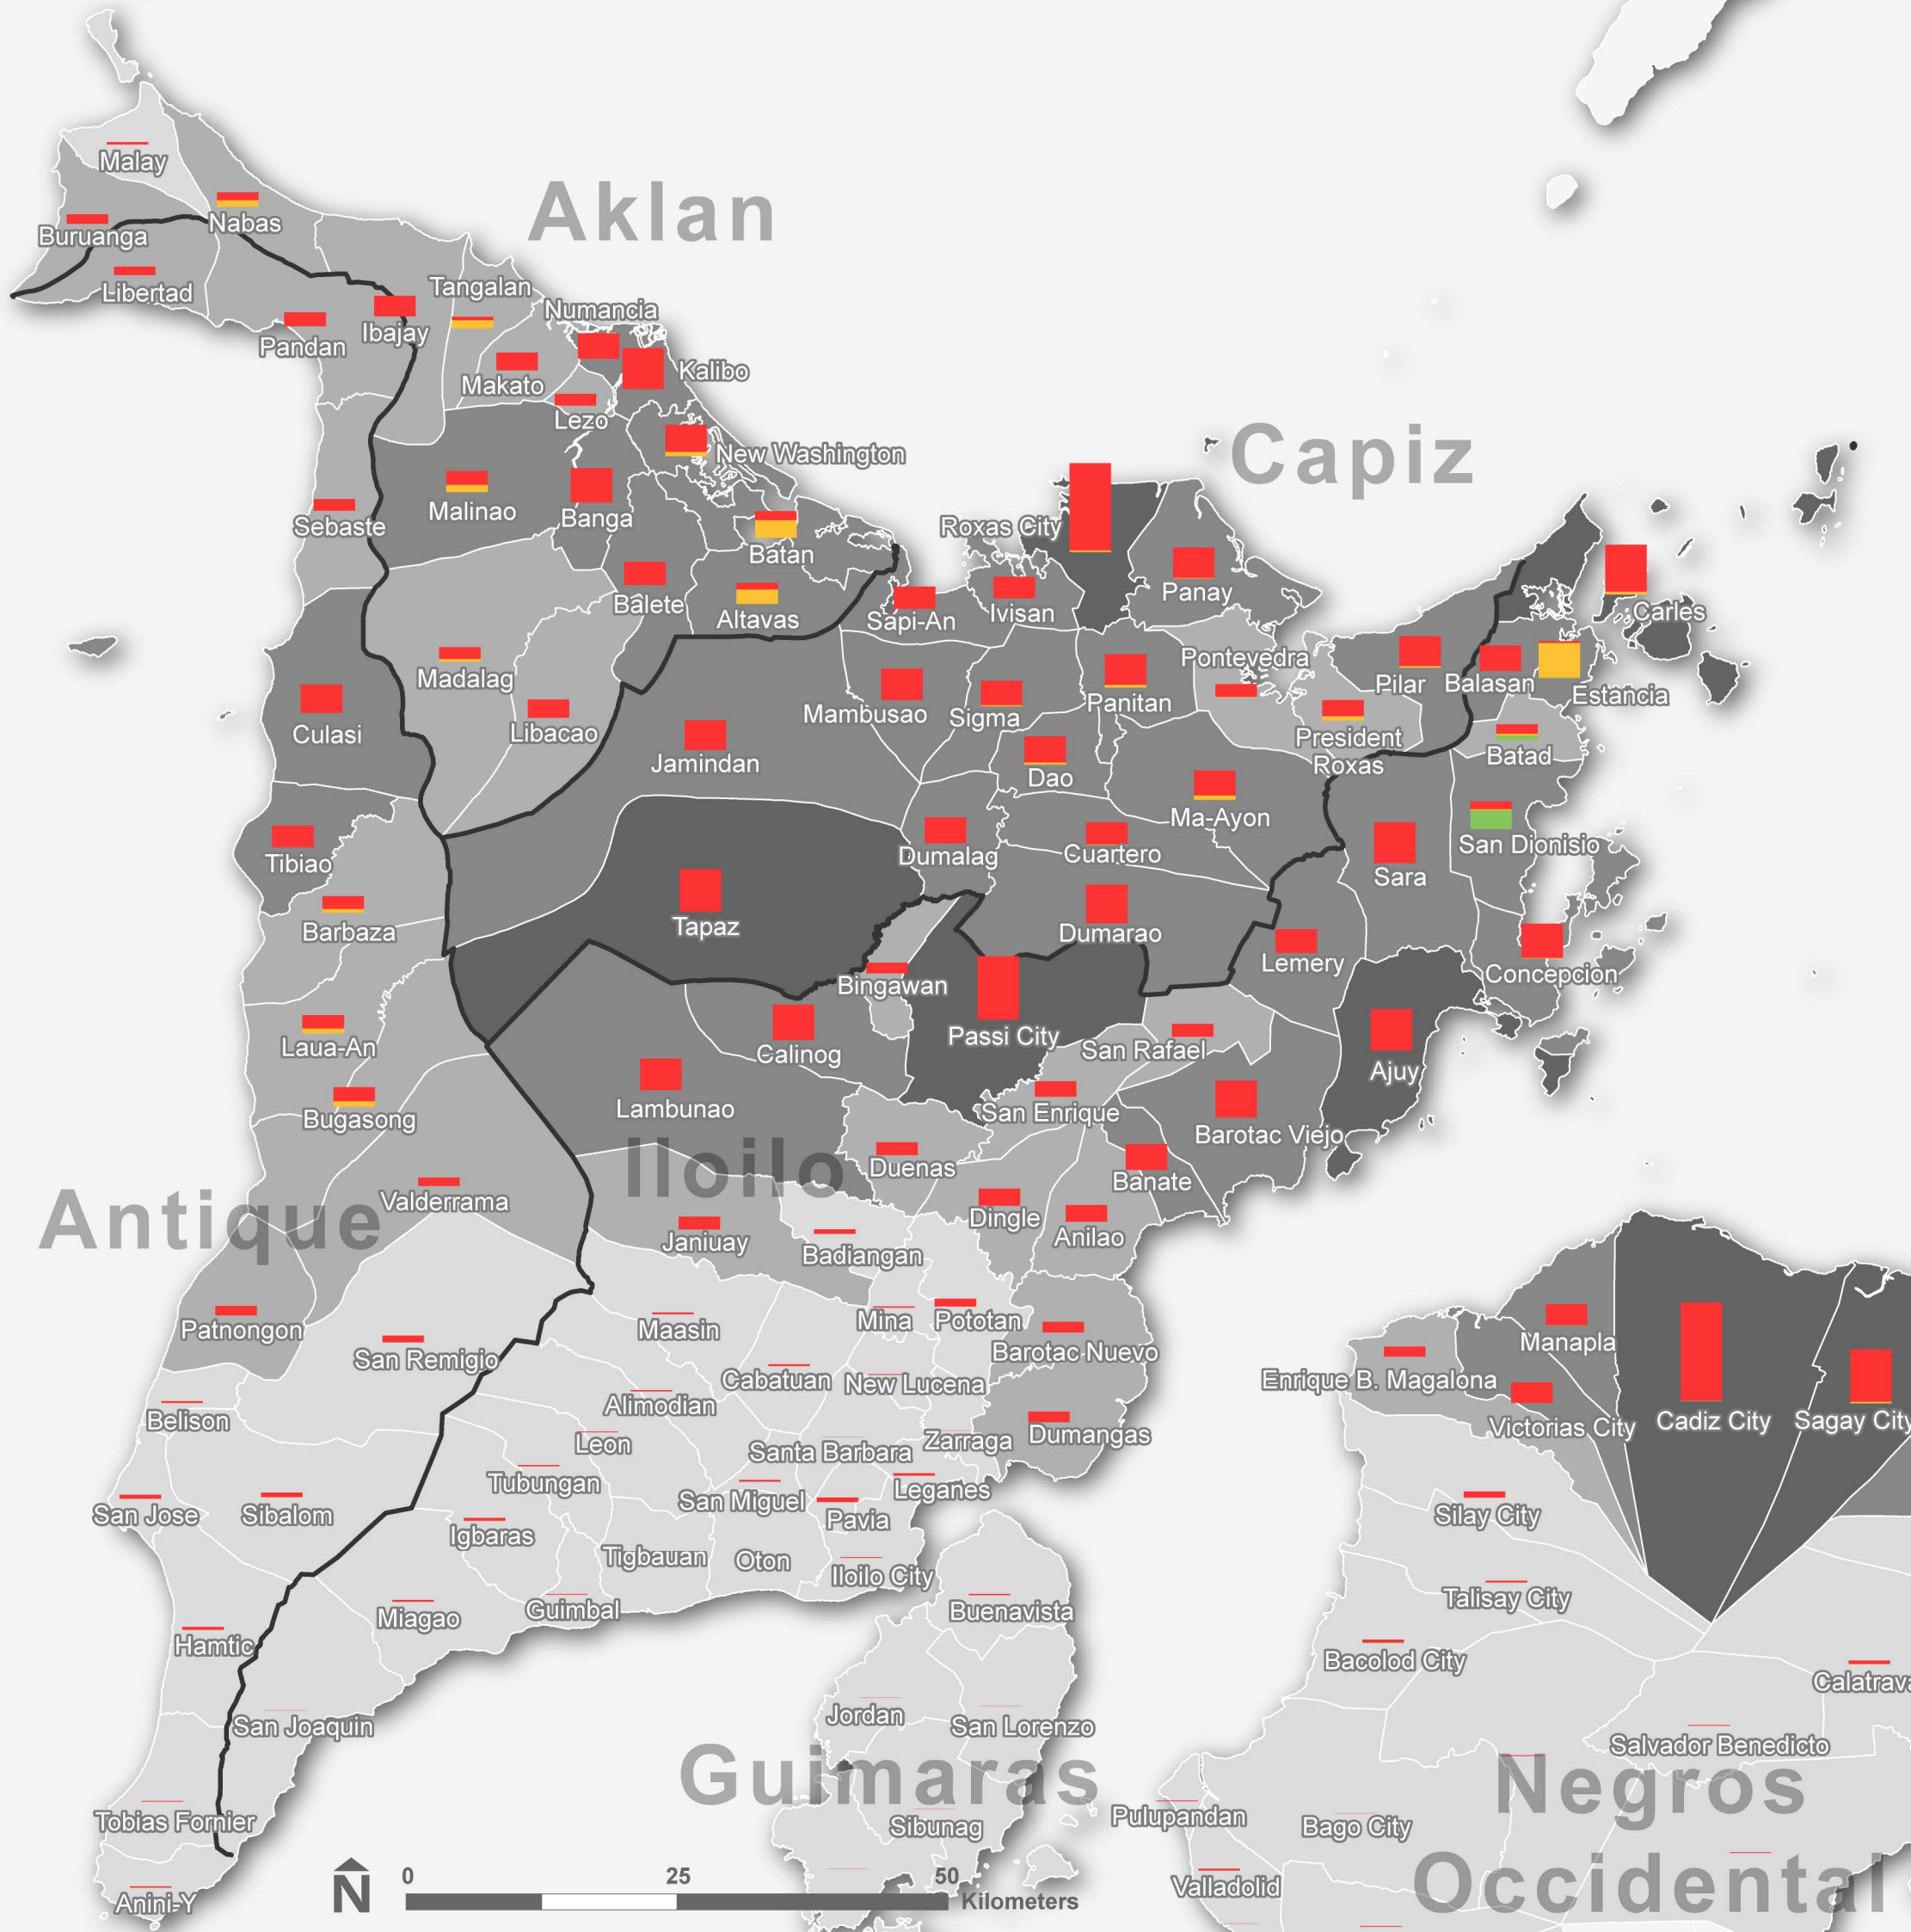 Malay
Aklan
Nabas
Buruanga
Libertad
Tangalan
Numancia
Ibajay
Pandan
Kalibo
Makato
Lezo
Capiz
New Washington
Malinao
Banga
Sebaste
Roxas City
Batan
Panay
Balete
Altavas
Sapi-An
Ivisan
Carles
Pontevedra
Madalag
Pilar
Balasan
Estancia
Panitan
Mambusao
Sigma
Culasi
Libacao
President
Roxas
Batad
Jamindan
Dao
Ma-Ayon
San Dionisio
Dumalag
Cuartero
Tibiao
Sara
Tapaz
Barbaza
Dumarao
Lemery
Concepcion
Bingawan
Passi City
Laua-An
Calinog
San Rafael
Ajuy
Lambunao
San Enrique
Bugasong
Barotac Viejo
Iloilo
Duenas
Banate
Antique
Valderrama
Dingle
Anilao
Janiuay
Badiangan
Patnongon
Maasin
Mina
Pototan
Manapla
San Remigio
Barotac Nuevo
Cabatuan
New Lucena
Enrique B. Magalona
Alimodian
Belison
Victorias City
Cadiz City
Sagay City
Leon
Santa Barbara
Zarraga
Dumangas
Tubungan
San Miguel
Leganes
San Jose
Sibalom
Pavia
Silay City
Igbaras
Tigbauan
Oton
Iloilo City
Talisay City
Miagao
Guimbal
Buenavista
Hamtic
Bacolod City
Calatrava
San Joaquin
Jordan
San Lorenzo
Salvador Benedicto
Guimaras
Negros
Occidental
Tobias Fornier
Sibunag
Pulupandan
Bago City
Valladolid
Anini-Y
N
0 25 50
Kilometers